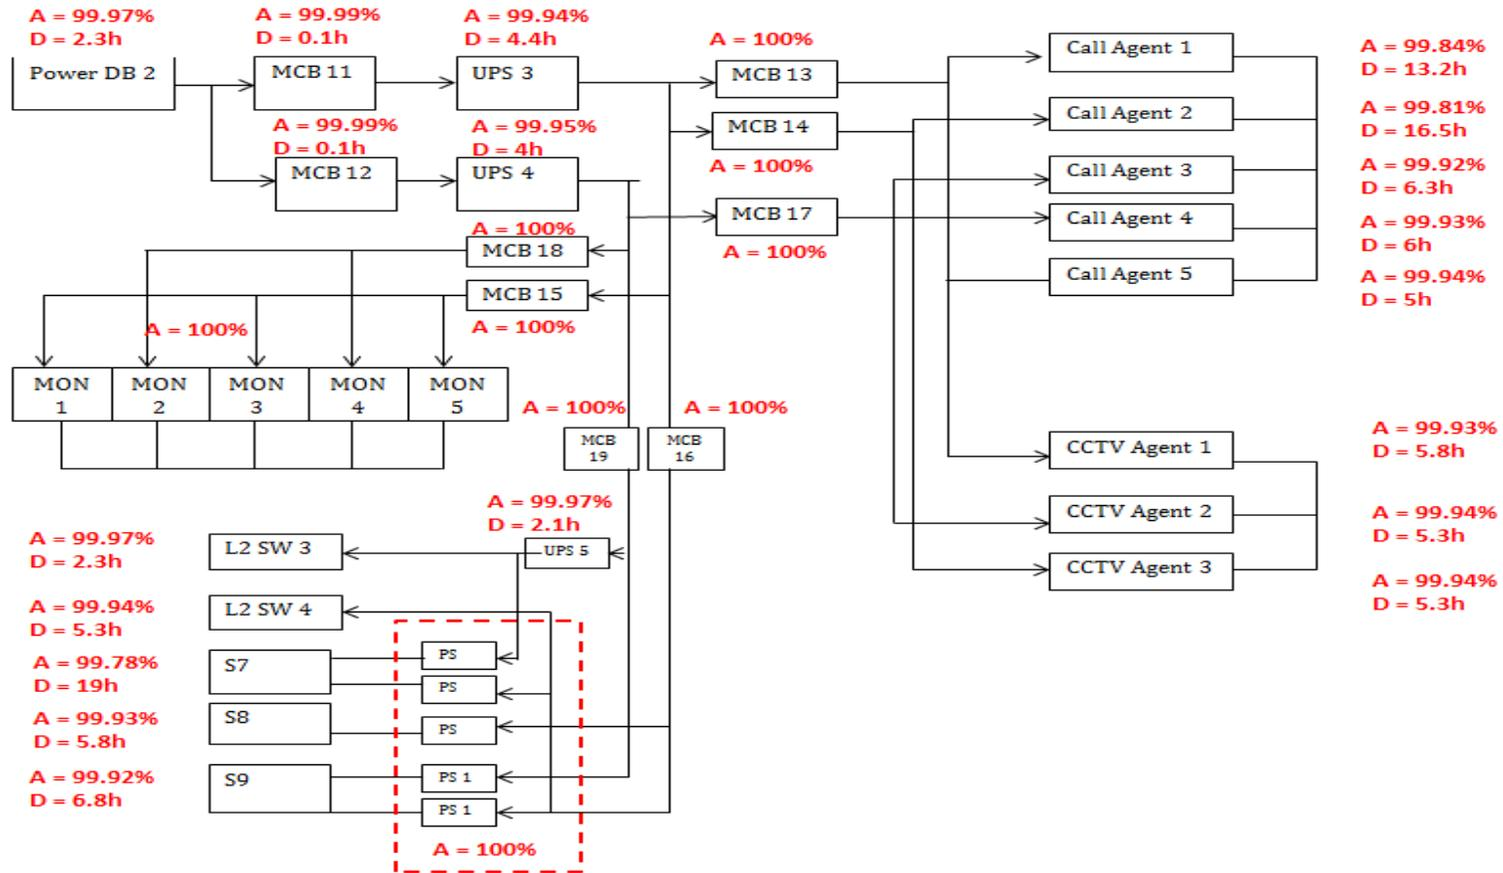 A = 99.97%
D = 2.3h
A = 99.99%
D = 0.1h
A = 99.94%
D = 4.4h
A = 100%
Power DB 2
MCB 11
UPS 3
MCB 13
Call Agent 1
A = 99.84%
D = 13.2h
A = 99.99%
D = 0.1h
A = 99.95%
D = 4h
MCB 14
A = 100%
Call Agent 2
A = 99.81%
D = 16.5h
MCB 12
UPS 4
Call Agent 3
A = 99.92%
D = 6.3h
A = 100%
MCB 18
MCB 17
A = 100%
Call Agent 4
A = 99.93%
D = 6h
MCB 15
A = 100%
Call Agent 5
A = 99.94%
D = 5h
A = 100%
MON
1
MON
2
MON
3
MON
4
MON
5
A = 100%
A = 100%
MCB
19
MCB
16
CCTV Agent 1
A = 99.93%
D = 5.8h
A = 99.97%
D = 2.1h
UPS 5
CCTV Agent 2
A = 99.94%
D = 5.3h
CCTV Agent 3
A = 99.94%
D = 5.3h
A = 99.97%
D = 2.3h
L2 SW 3
A = 99.94%
D = 5.3h
L2 SW 4
A = 99.78%
D = 19h
S7
PS
PS
A = 99.93%
D = 5.8h
S8
PS
A = 99.92%
D = 6.8h
S9
PS 1
PS 1
A = 100%